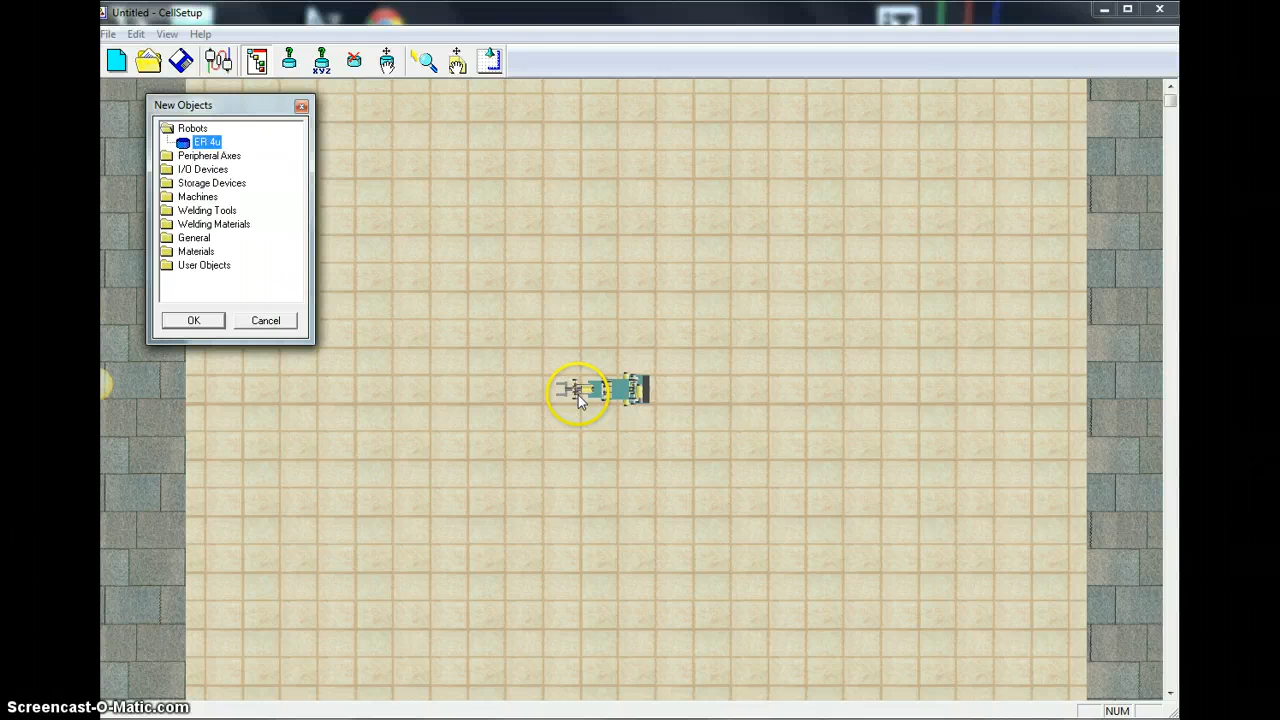 Untitled - CellSetup
File Edit View Help
xyz
New Objects
Robots
ER 4u
Peripheral Axes
I/O Devices
Storage Devices
Machines
Welding Tools
Welding Materials
General
Materials
User Objects
OK Cancel
Screencast-O-Matic.com
NUM